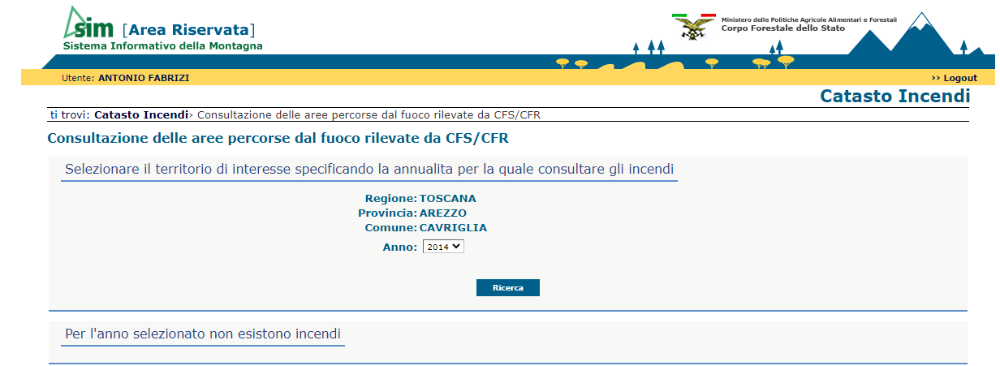 sim [Area Riservata]
Sistema Informativo della Montagna
Ministero delle Politiche Agricole Alimentari e Forestali
Corpo Forestale dello Stato
Utente: ANTONIO FABRIZI
›› Logout
Catasto Incendi
ti trovi: Catasto Incendi› Consultazione delle aree percorse dal fuoco rilevate da CFS/CFR
Consultazione delle aree percorse dal fuoco rilevate da CFS/CFR
Selezionare il territorio di interesse specificando la annualita per la quale consultare gli incendi
Regione: TOSCANA
Provincia: AREZZO
Comune: CAVRIGLIA
Anno: 2014
Ricerca
Per l'anno selezionato non esistono incendi